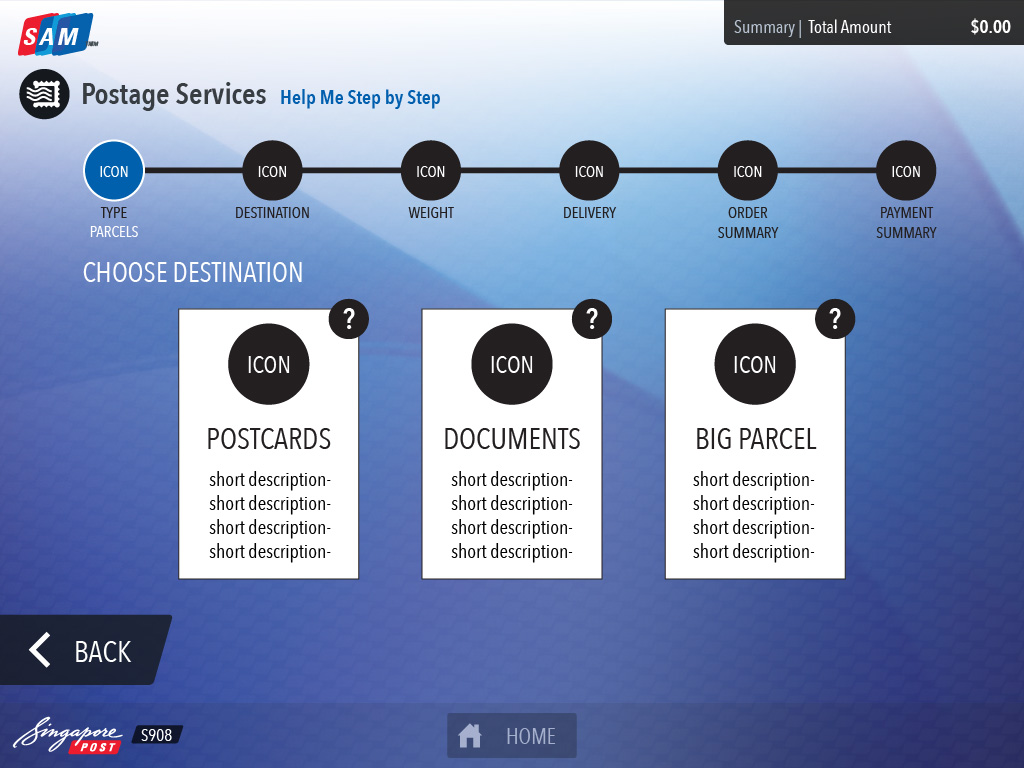 SAM
Summary | Total Amount $0.00
Postage Services Help Me Step by Step
ICON ICON ICON ICON ICON ICON
TYPE DESTINATION WEIGHT DELIVERY ORDER PAYMENT
PARCELS SUMMARY SUMMARY
CHOOSE DESTINATION
? ? ?
ICON ICON ICON
POSTCARDS DOCUMENTS BIG PARCEL
short description- short description- short description-
short description- short description- short description-
short description- short description- short description-
short description- short description- short description-
BACK
Singapore
POST S908 HOME